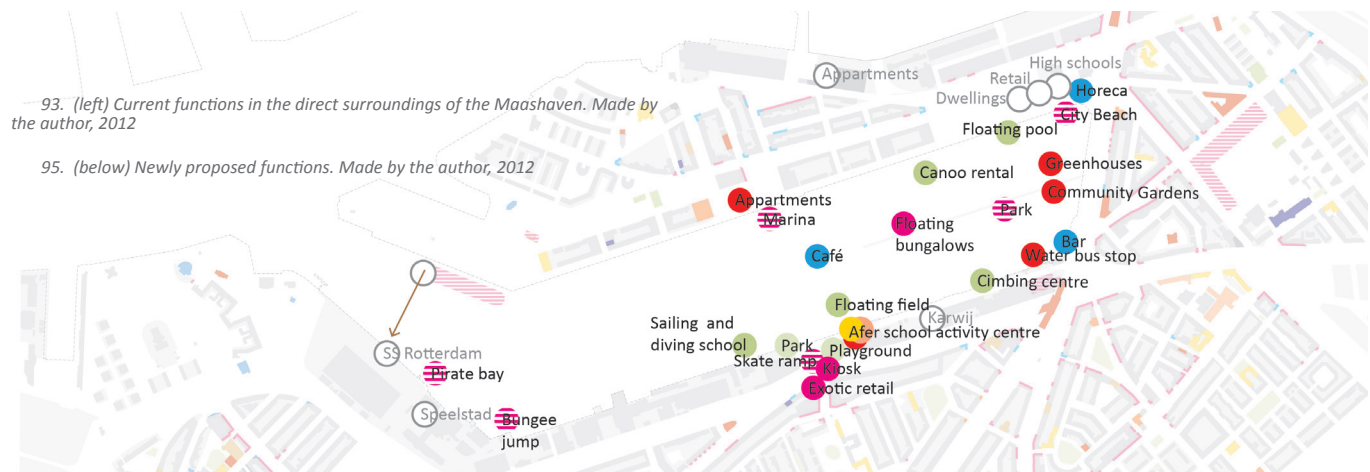 93. (left) Current functions in the direct surroundings of the Maashaven. Made by
the author, 2012
95. (below) Newly proposed functions. Made by the author, 2012
Appartments
High schools
Retail
Dwellings
Horeca
City Beach
Floating pool
Canoo rental
Greenhouses
Community Gardens
Appartments
Marina
Park
Floating
bungalows
Bar
Water bus stop
Café
Cimbing centre
Floating field
Karwij
Sailing and
diving school
Afer school activity centre
Park
Playground
Skate ramp
Kiosk
Exotic retail
SS Rotterdam
Pirate bay
Speelstad
Bungee
jump